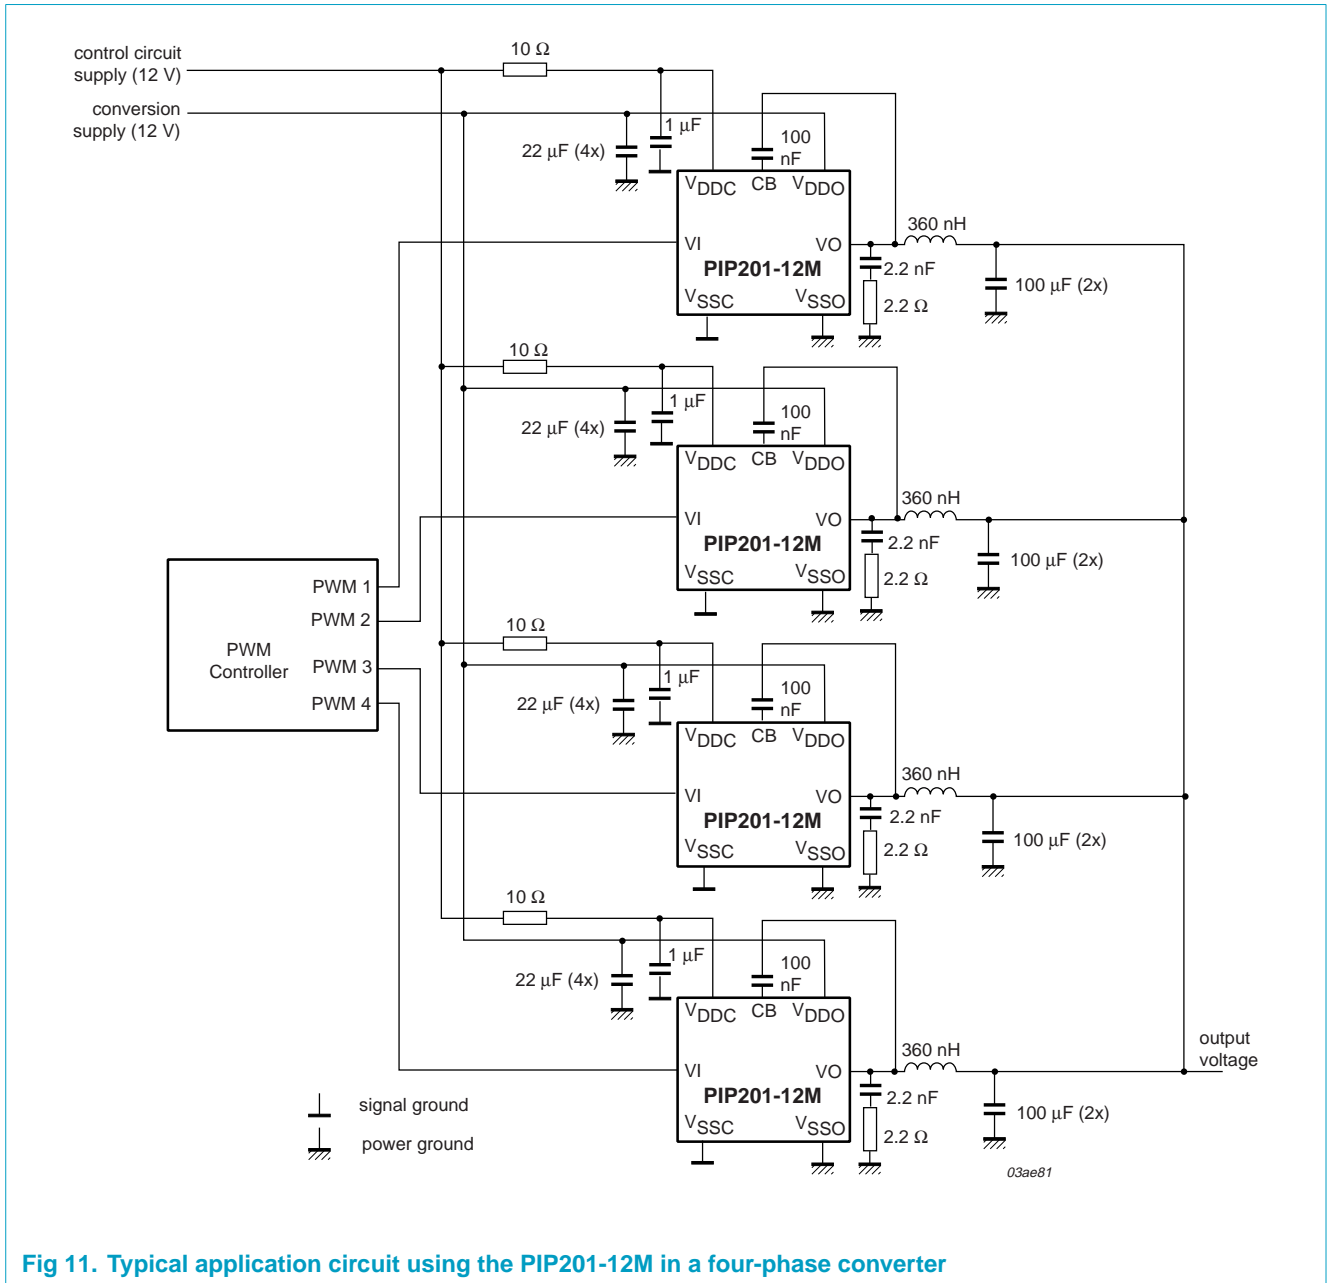 control circuit
supply (12 V)
10 Ω
conversion
supply (12 V)
1 μF
22 μF (4x)
100
nF
VDDC CB VDDO
360 nH
VI VO
PIP201-12M
2.2 nF
100 μF (2x)
VSSC VSSO
2.2 Ω
10 Ω
1 μF
22 μF (4x)
100
nF
VDDC CB VDDO
360 nH
VI VO
PIP201-12M
2.2 nF
100 μF (2x)
VSSC VSSO
2.2 Ω
PWM 1
PWM 2
PWM
Controller
PWM 3
PWM 4
10 Ω
1 μF
22 μF (4x)
100
nF
VDDC CB VDDO
360 nH
VI VO
PIP201-12M
2.2 nF
100 μF (2x)
VSSC VSSO
2.2 Ω
10 Ω
1 μF
22 μF (4x)
100
nF
VDDC CB VDDO
360 nH
output
voltage
VI VO
PIP201-12M
2.2 nF
100 μF (2x)
VSSC VSSO
2.2 Ω
signal ground
power ground
03ae81
Fig 11. Typical application circuit using the PIP201-12M in a four-phase converter